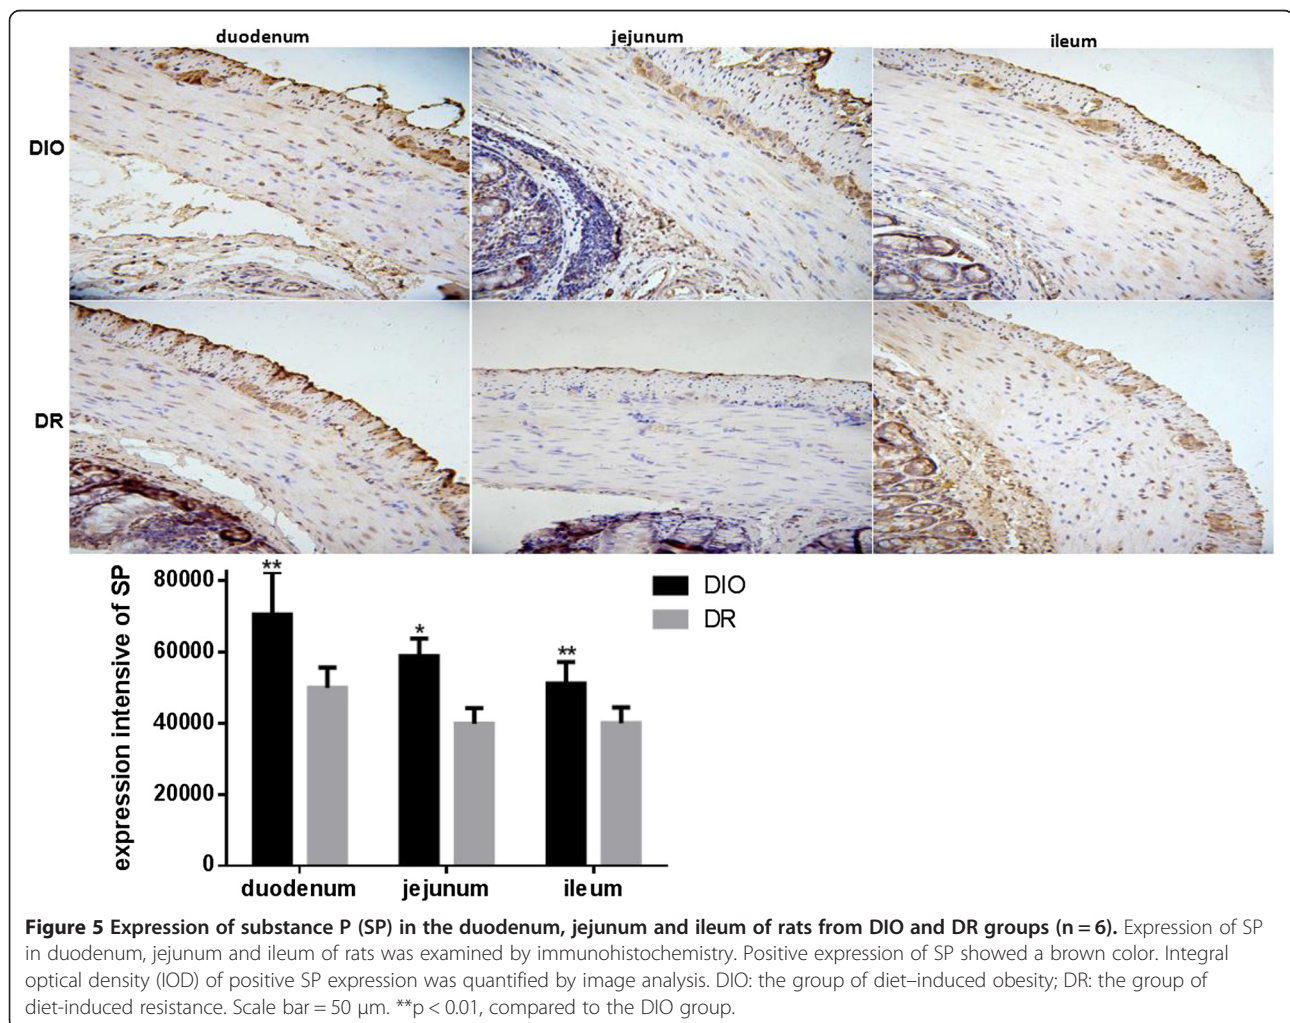 duodenum jejunum ileum
DIO
DR
expression intensive of SP
80000
60000
40000
20000
0
** * **
DIO
DR
duodenum jejunum ileum
Figure 5 Expression of substance P (SP) in the duodenum, jejunum and ileum of rats from DIO and DR groups (n = 6). Expression of SP
in duodenum, jejunum and ileum of rats was examined by immunohistochemistry. Positive expression of SP showed a brown color. Integral
optical density (IOD) of positive SP expression was quantified by image analysis. DIO: the group of diet–induced obesity; DR: the group of
diet-induced resistance. Scale bar = 50 μm. **p < 0.01, compared to the DIO group.